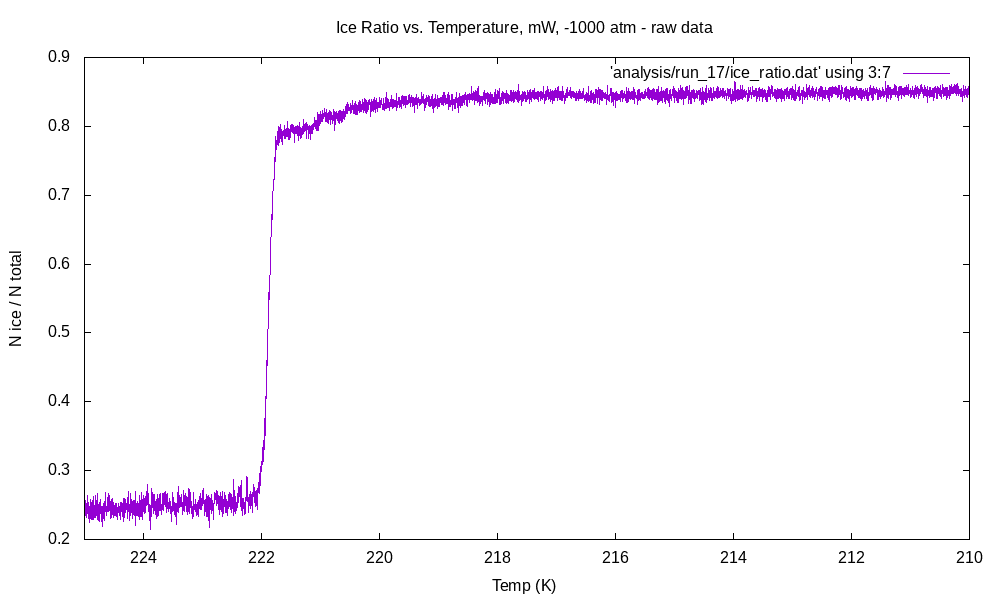 Ice Ratio vs. Temperature, mW, -1000 atm - raw data
'analysis/run_17/ice_ratio.dat' using 3:7
N ice / N total
0.9
0.8
0.7
0.6
0.5
0.4
0.3
0.2
224 222 220 218 216 214 212 210
Temp (K)